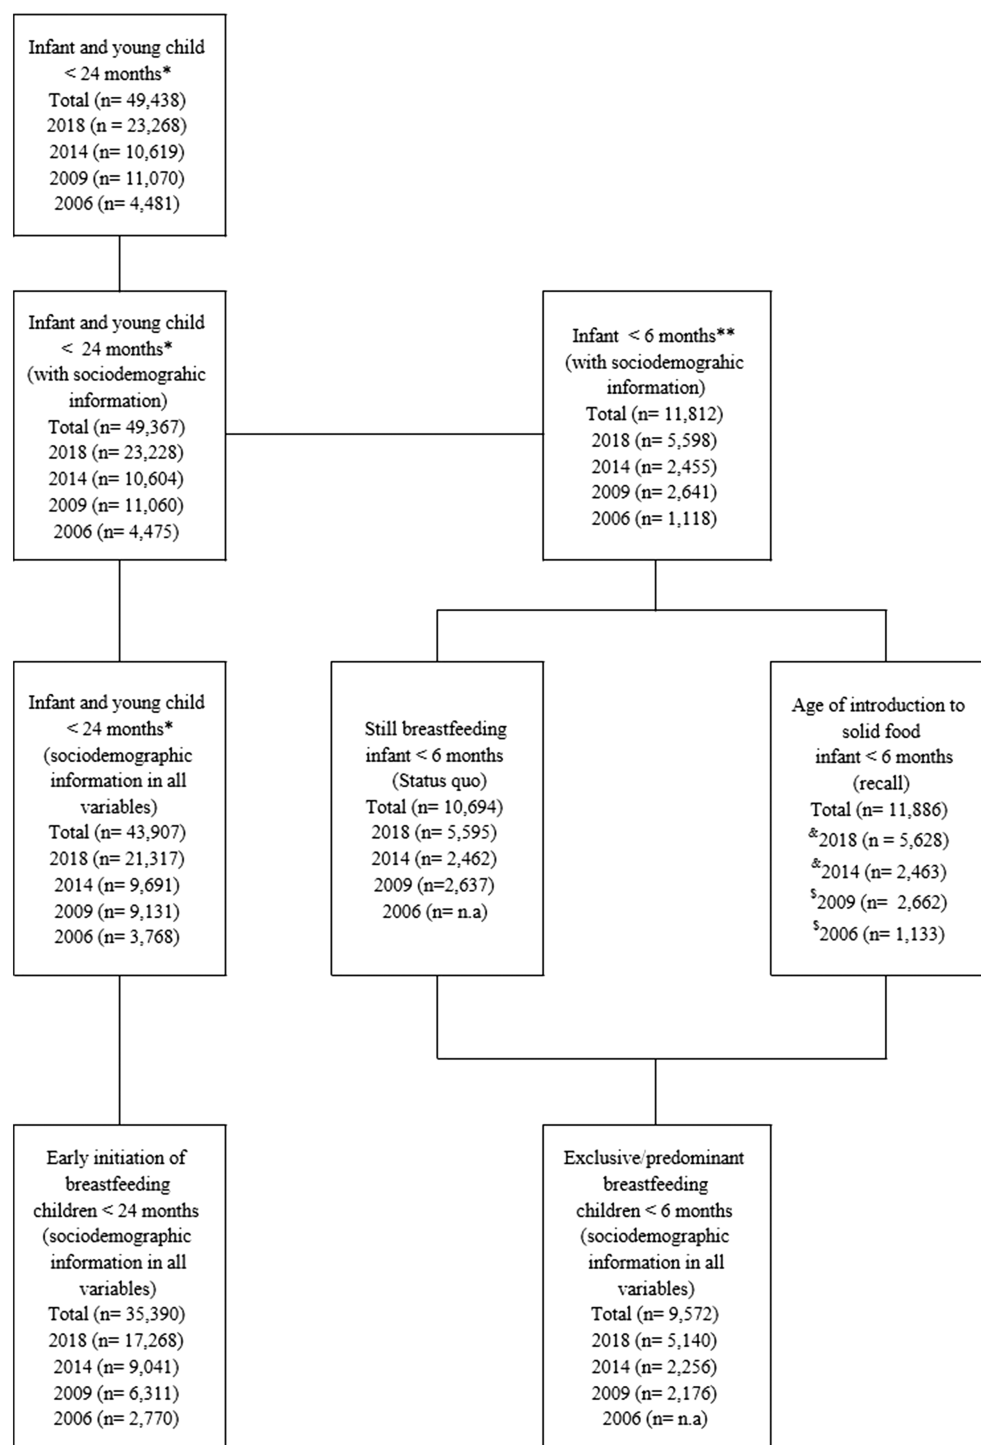 Infant and young child
< 24 months*
Total (n= 49,438)
2018 (n = 23,268)
2014 (n= 10,619)
2009 (n= 11,070)
2006 (n= 4,481)
Infant and young child
< 24 months*
(with sociodemograhic
information)
Total (n= 49,367)
2018 (n= 23,228)
2014 (n= 10,604)
2009 (n= 11,060)
2006 (n= 4,475)
Infant < 6 months**
(with sociodemograhic
information)
Total (n= 11,812)
2018 (n= 5,598)
2014 (n= 2,455)
2009 (n= 2,641)
2006 (n= 1,118)
Infant and young child
< 24 months*
(sociodemographic
information in all
variables)
Total (n= 43,907)
2018 (n= 21,317)
2014 (n= 9,691)
2009 (n= 9,131)
2006 (n= 3,768)
Still breastfeeding
infant < 6 months
(Status quo)
Total (n= 10,694)
2018 (n= 5,595)
2014 (n= 2,462)
2009 (n=2,637)
2006 (n= n.a)
Age of introduction to
solid food
infant < 6 months
(recall)
Total (n= 11,886)
&2018 (n = 5,628)
&2014 (n= 2,463)
$2009 (n= 2,662)
$2006 (n= 1,133)
Early initiation of
breastfeeding
children < 24 months
(sociodemographic
information in all
variables)
Total (n= 35,390)
2018 (n= 17,268)
2014 (n= 9,041)
2009 (n= 6,311)
2006 (n= 2,770)
Exclusive/predominant
breastfeeding
children < 6 months
(sociodemographic
information in all
variables)
Total (n= 9,572)
2018 (n= 5,140)
2014 (n= 2,256)
2009 (n= 2,176)
2006 (n= n.a)